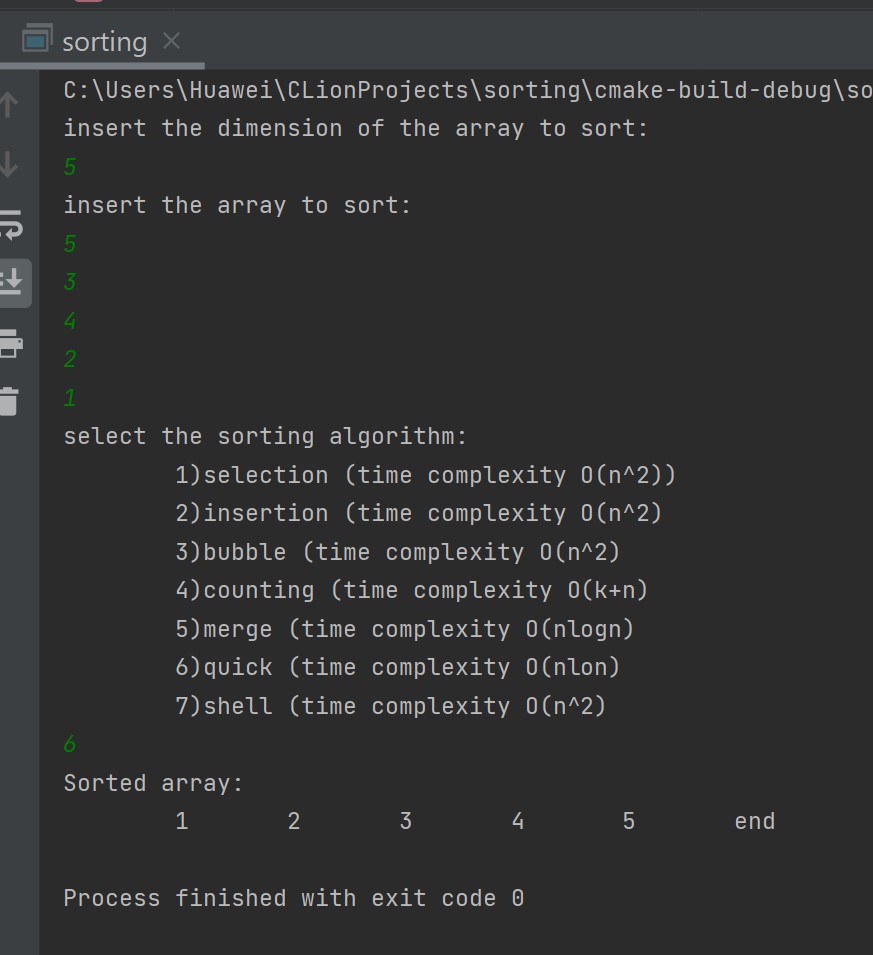 sorting
C:\Users\Huawei\CLionProjects\sorting\cmake-build-debug\so
insert the dimension of the array to sort:
5
insert the array to sort:
5
3
4
2
1
select the sorting algorithm:
1)selection (time complexity O(n^2))
2)insertion (time complexity O(n^2)
3)bubble (time complexity O(n^2)
4)counting (time complexity O(k+n)
5)merge (time complexity O(nlogn)
6)quick (time complexity O(nlon)
7)shell (time complexity O(n^2)
6
Sorted array:
1 2 3 4 5 end
Process finished with exit code 0